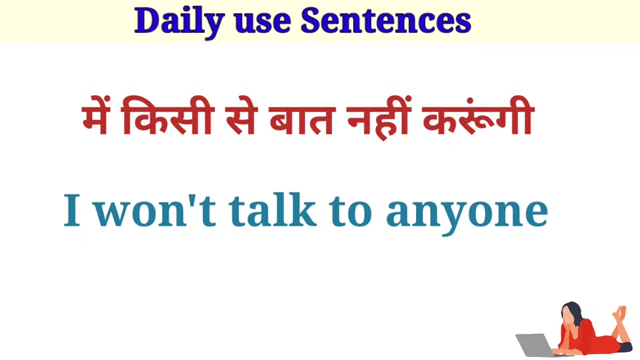 Daily use Sentences
में किसी से बात नहीं करूंगी
I won't talk to anyone